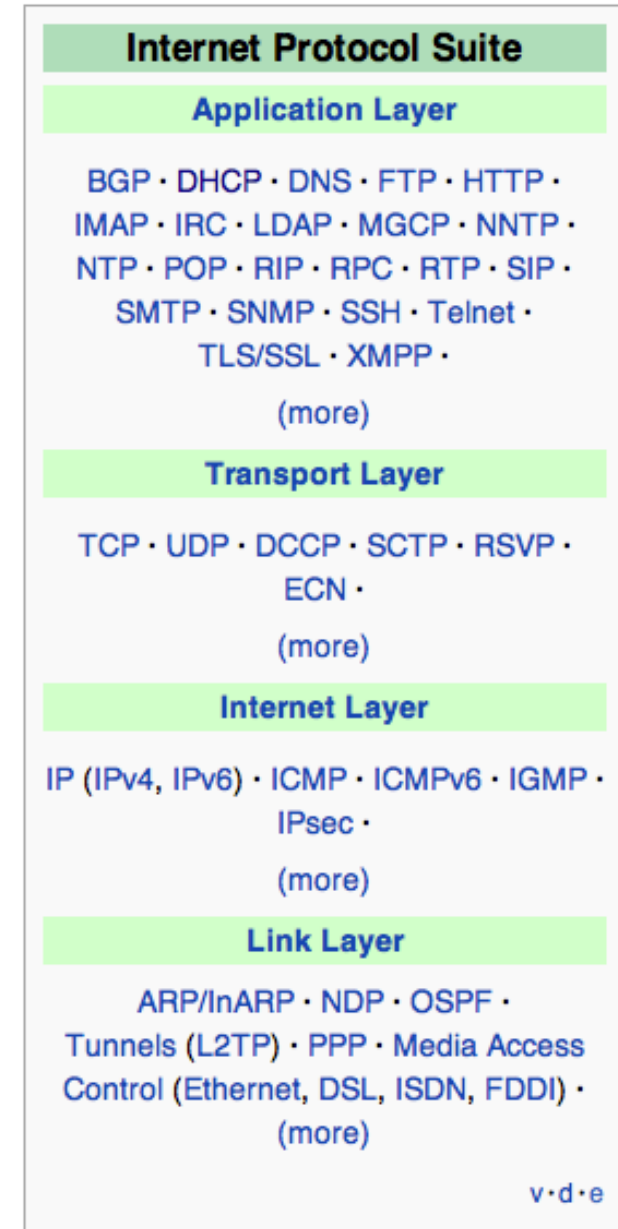 Internet Protocol Suite
Application Layer
BGP · DHCP · DNS · FTP · HTTP ·
IMAP · IRC · LDAP · MGCP · NNTP ·
NTP · POP · RIP · RPC · RTP · SIP ·
SMTP · SNMP · SSH · Telnet ·
TLS/SSL · XMPP ·
(more)
Transport Layer
TCP · UDP · DCCP · SCTP · RSVP ·
ECN ·
(more)
Internet Layer
IP (IPv4, IPv6) · ICMP · ICMPv6 · IGMP ·
IPsec ·
(more)
Link Layer
ARP/InARP · NDP · OSPF ·
Tunnels (L2TP) · PPP · Media Access
Control (Ethernet, DSL, ISDN, FDDI) ·
(more)
v·d·e